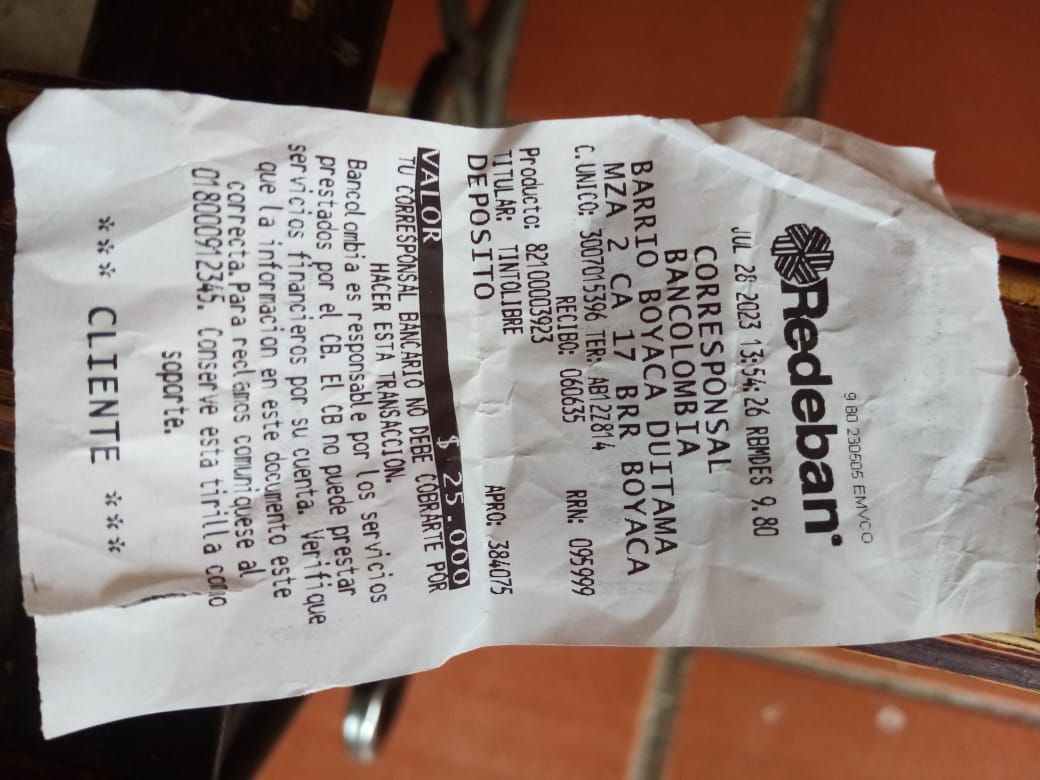 9 80 230505 EMVCO
Redeban
JUL 28 2023 13:54:26 RBMDES 9.80
CORRESPONSAL
BANCOLOMBIA
BARRIO BOYACA DUITAMA
MZA 2 CA 17 BRR BOYACA
C. UNICO: 3007015396 TER: AB12Z814
RECIBO: 060635 RRN: 095999
Producto: 82100003923
TITULAR: TINTOLIBRE
DEPOSITO APRO: 384075
VALOR $ 25.000
TU CORRESPONSAL BANCARIO NO DEBE COBRARTE POR
HACER ESTA TRANSACCION.
Bancolombia es responsable por los servicios
prestados por el CB. El CB no puede prestar
servicios financieros por su cuenta. Verifique
que la informacion en este documento este
correcta. Para reclamos comuniquese al
018000912345. Conserve esta tirilla como
soporte.
*** CLIENTE ***